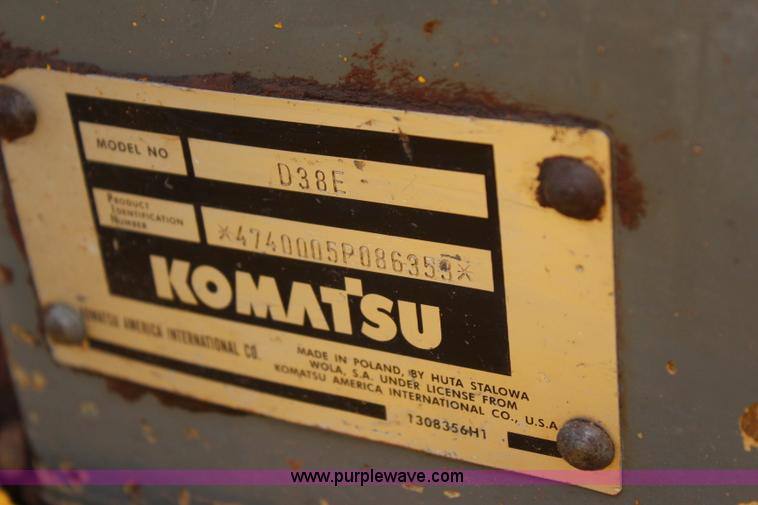 MODEL NO
D38E
PRODUCT
IDENTIFICATION
NUMBER
*4740005P086353*
KOMATSU
KOMATSU AMERICA INTERNATIONAL CO.
MADE IN POLAND, BY HUTA STALOWA
WOLA, S.A. UNDER LICENSE FROM
KOMATSU AMERICA INTERNATIONAL CO., U.S.A.
1308356H1
www.purplewave.com